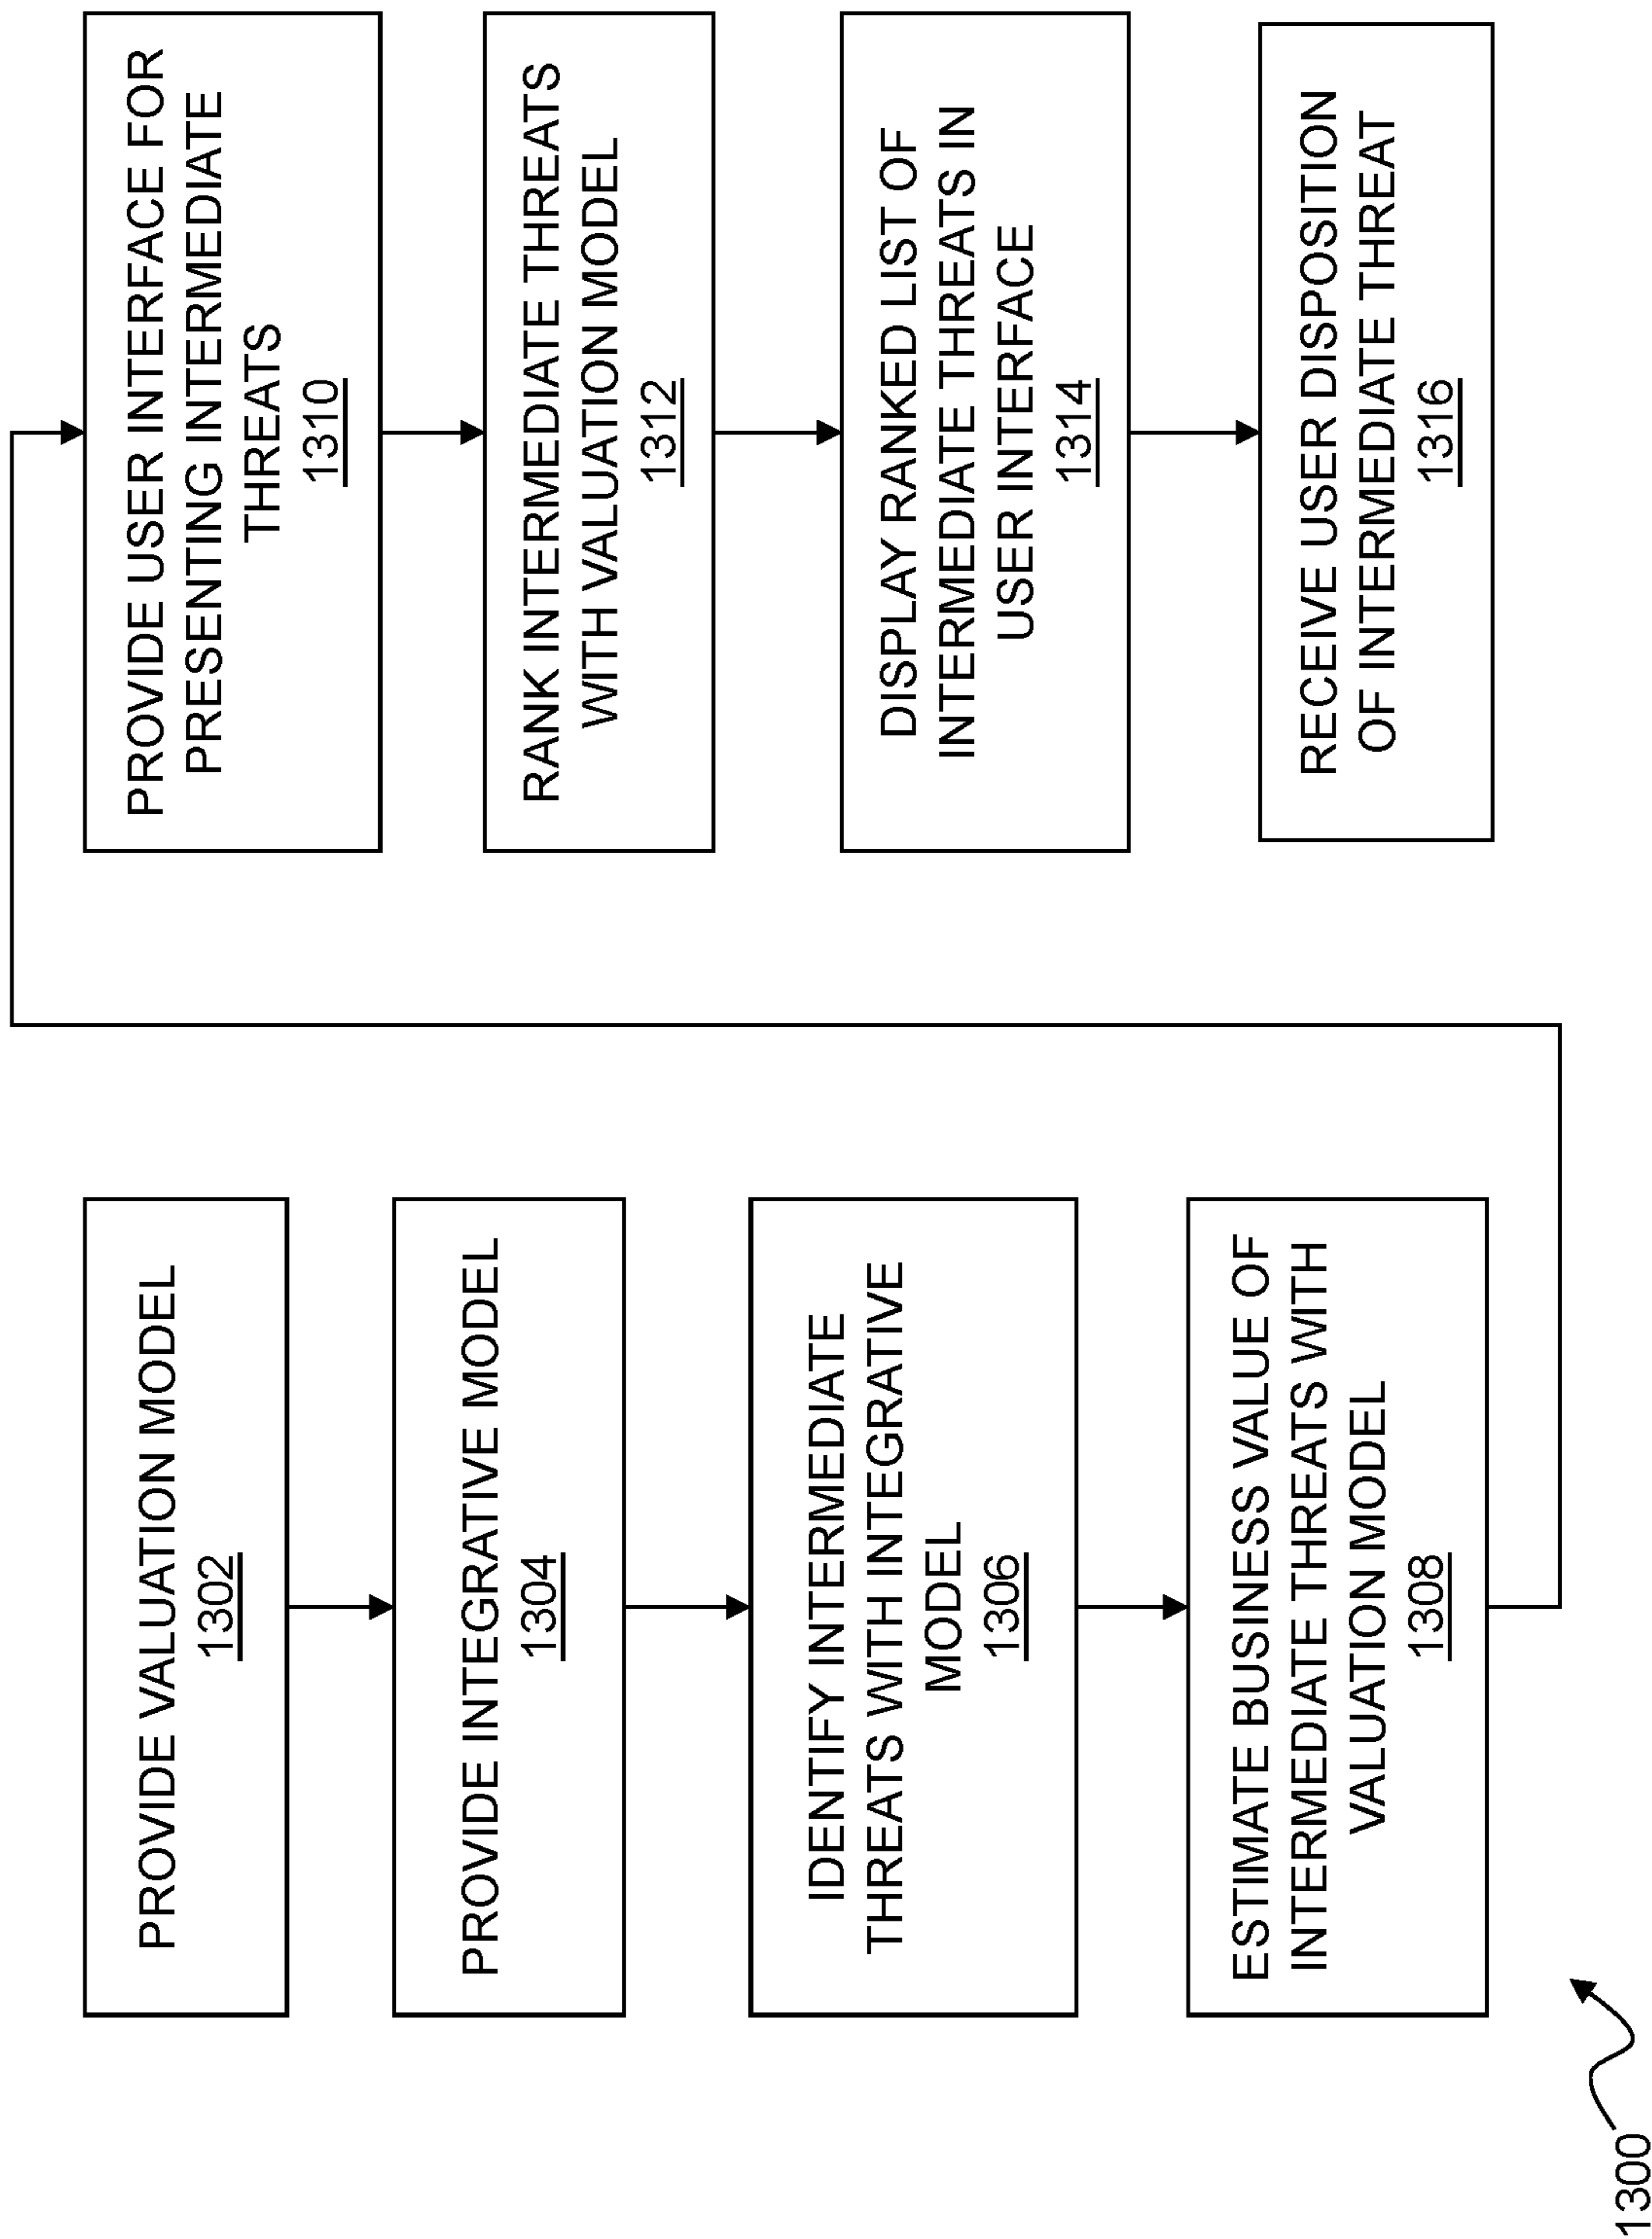 PROVIDE VALUATION MODEL
1302
PROVIDE INTEGRATIVE MODEL
1304
IDENTIFY INTERMEDIATE
THREATS WITH INTEGRATIVE
MODEL
1306
ESTIMATE BUSINESS VALUE OF
INTERMEDIATE THREATS WITH
VALUATION MODEL
1308
PROVIDE USER INTERFACE FOR
PRESENTING INTERMEDIATE
THREATS
1310
RANK INTERMEDIATE THREATS
WITH VALUATION MODEL
1312
DISPLAY RANKED LIST OF
INTERMEDIATE THREATS IN
USER INTERFACE
1314
RECEIVE USER DISPOSITION
OF INTERMEDIATE THREAT
1316
1300